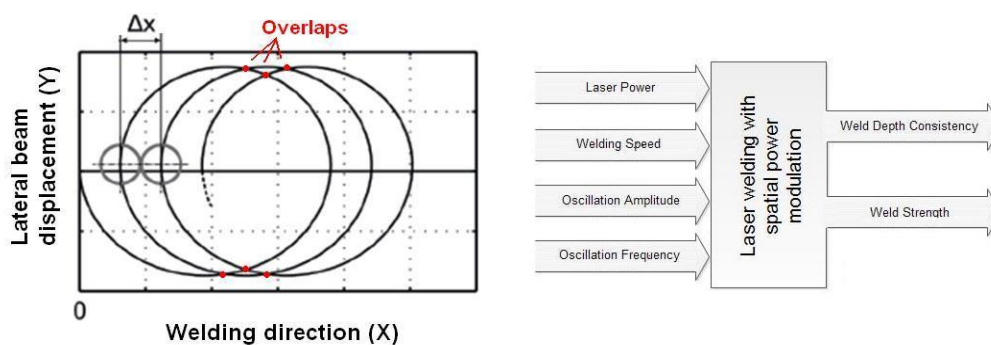 Δx
Overlaps
Lateral beam
displacement (Y)
0
Welding direction (X)
Laser Power
Welding Speed
Oscillation Amplitude
Oscillation Frequency
Laser welding with
spatial power
modulation
Weld Depth Consistency
Weld Strength